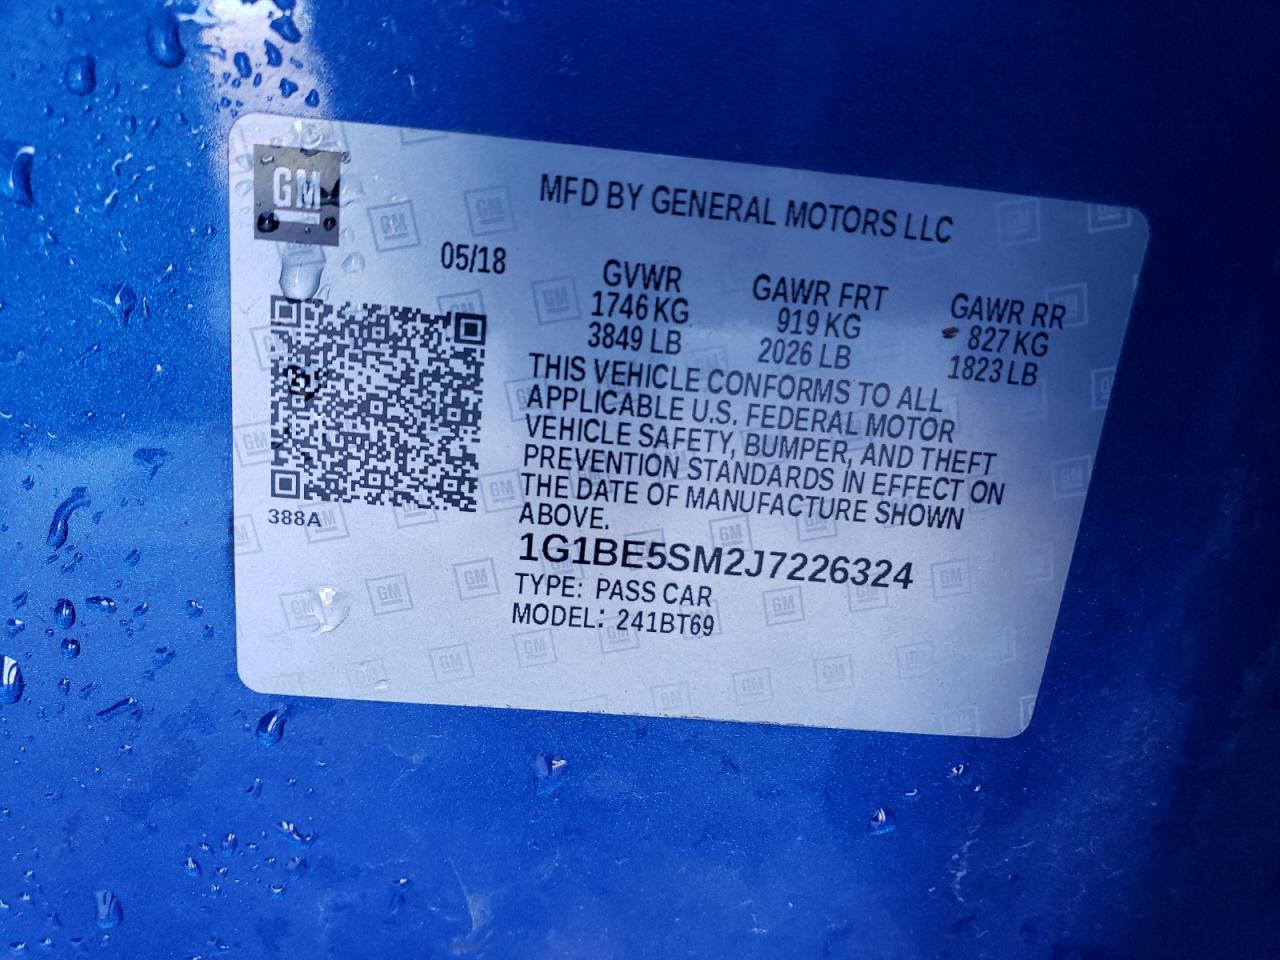 GM
MFD BY GENERAL MOTORS LLC
05/18
GVWR
1746 KG
3849 LB
GAWR FRT
919 KG
2026 LB
GAWR RR
827 KG
1823 LB
THIS VEHICLE CONFORMS TO ALL
APPLICABLE U.S. FEDERAL MOTOR
VEHICLE SAFETY, BUMPER, AND THEFT
PREVENTION STANDARDS IN EFFECT ON
THE DATE OF MANUFACTURE SHOWN
ABOVE.
388A
1G1BE5SM2J7226324
TYPE: PASS CAR
MODEL: 241BT69